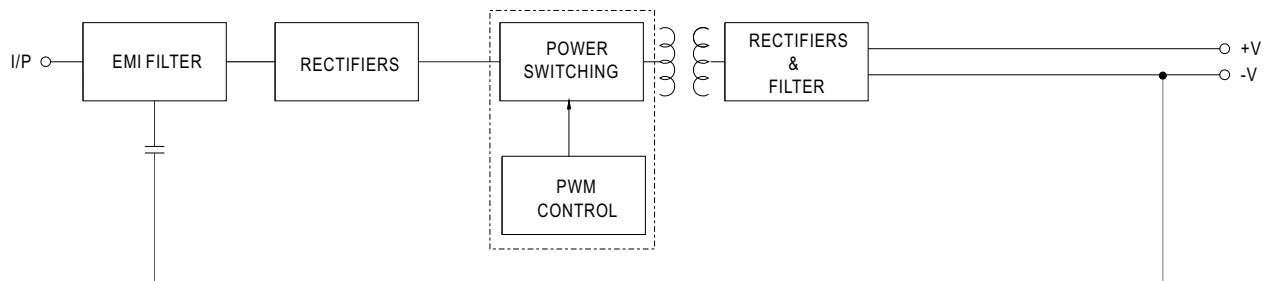 I/P
EMI FILTER
RECTIFIERS
POWER
SWITCHING
RECTIFIERS
&
FILTER
+V
-V
PWM
CONTROL